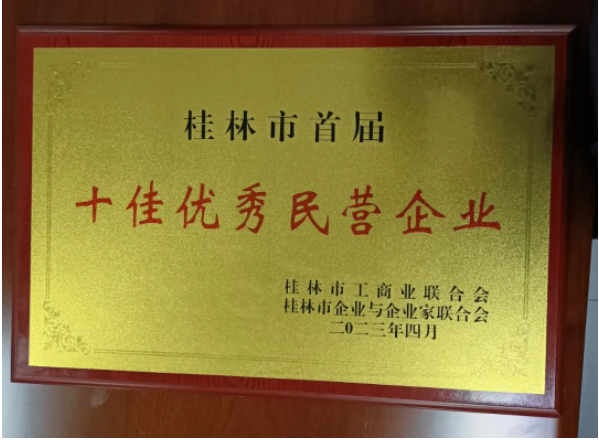 桂林市首届
十佳优秀民营企业
桂林市工商业联合会
桂林市企业与企业家联合会
二0二三年四月